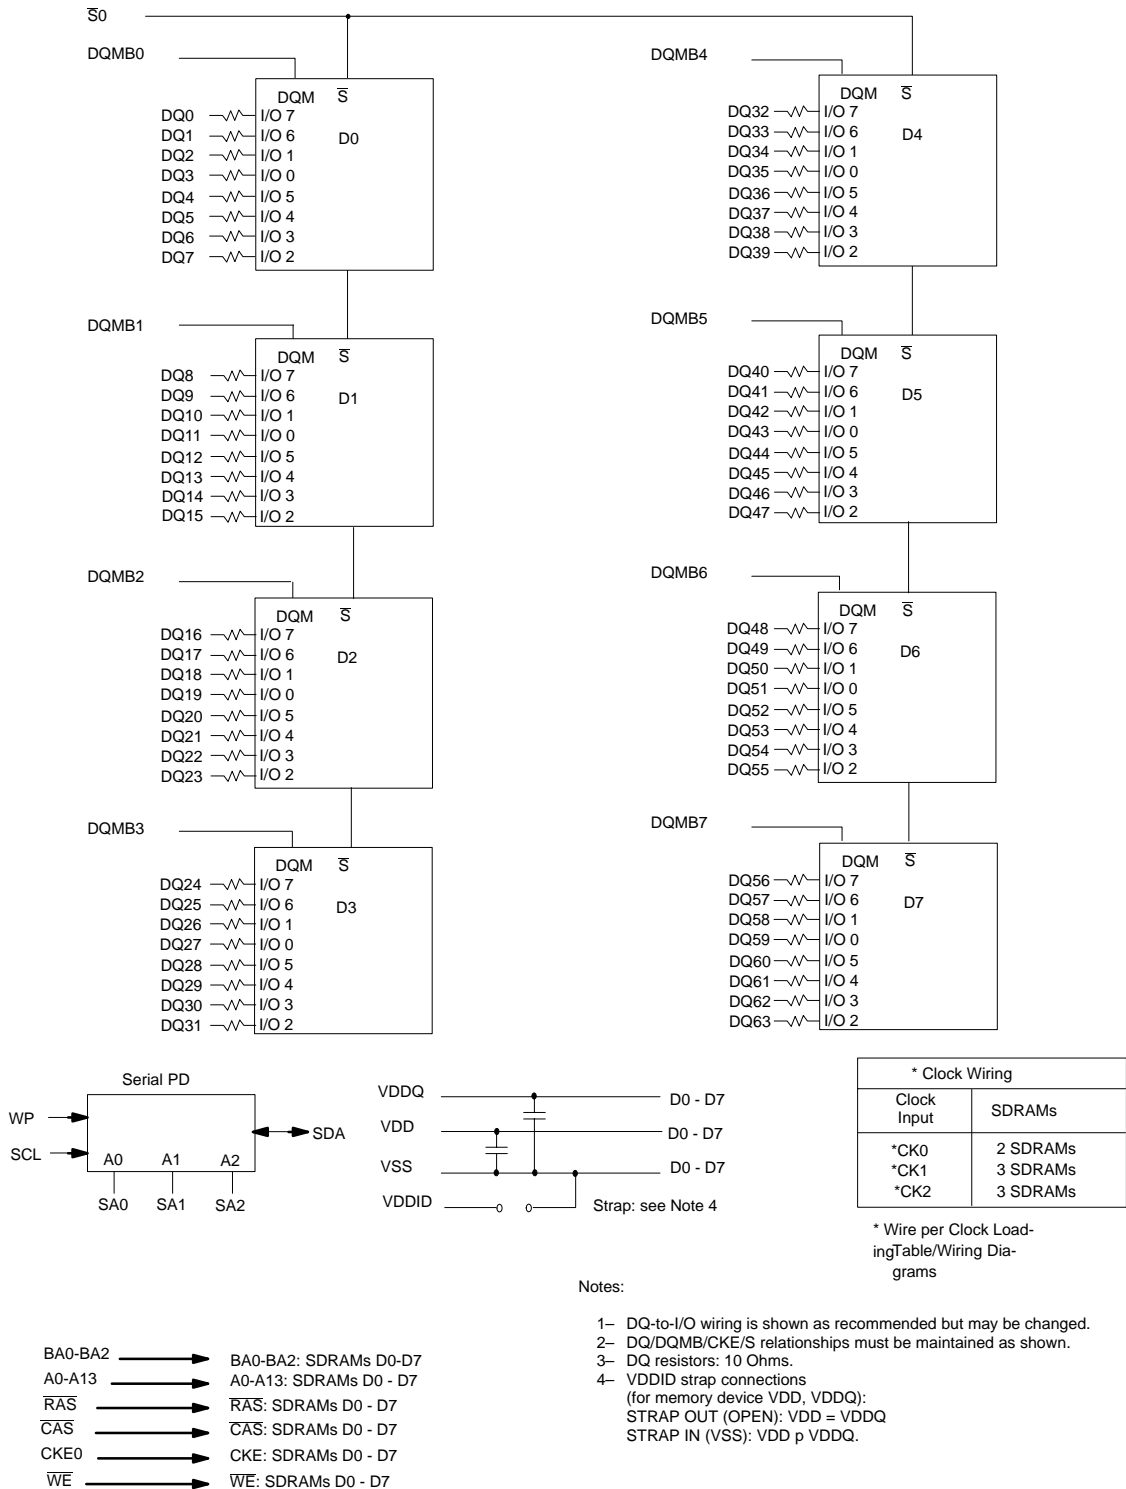 S̅0
DQMB0
DQM S̅
D0
DQ0 I/O 7
DQ1 I/O 6
DQ2 I/O 1
DQ3 I/O 0
DQ4 I/O 5
DQ5 I/O 4
DQ6 I/O 3
DQ7 I/O 2
DQMB1
DQM S̅
D1
DQ8 I/O 7
DQ9 I/O 6
DQ10 I/O 1
DQ11 I/O 0
DQ12 I/O 5
DQ13 I/O 4
DQ14 I/O 3
DQ15 I/O 2
DQMB2
DQM S̅
D2
DQ16 I/O 7
DQ17 I/O 6
DQ18 I/O 1
DQ19 I/O 0
DQ20 I/O 5
DQ21 I/O 4
DQ22 I/O 3
DQ23 I/O 2
DQMB3
DQM S̅
D3
DQ24 I/O 7
DQ25 I/O 6
DQ26 I/O 1
DQ27 I/O 0
DQ28 I/O 5
DQ29 I/O 4
DQ30 I/O 3
DQ31 I/O 2
DQMB4
DQM S̅
D4
DQ32 I/O 7
DQ33 I/O 6
DQ34 I/O 1
DQ35 I/O 0
DQ36 I/O 5
DQ37 I/O 4
DQ38 I/O 3
DQ39 I/O 2
DQMB5
DQM S̅
D5
DQ40 I/O 7
DQ41 I/O 6
DQ42 I/O 1
DQ43 I/O 0
DQ44 I/O 5
DQ45 I/O 4
DQ46 I/O 3
DQ47 I/O 2
DQMB6
DQM S̅
D6
DQ48 I/O 7
DQ49 I/O 6
DQ50 I/O 1
DQ51 I/O 0
DQ52 I/O 5
DQ53 I/O 4
DQ54 I/O 3
DQ55 I/O 2
DQMB7
DQM S̅
D7
DQ56 I/O 7
DQ57 I/O 6
DQ58 I/O 1
DQ59 I/O 0
DQ60 I/O 5
DQ61 I/O 4
DQ62 I/O 3
DQ63 I/O 2
Serial PD
WP
SCL
SDA
A0 A1 A2
SA0 SA1 SA2
VDDQ D0 - D7
VDD D0 - D7
VSS D0 - D7
VDDID Strap: see Note 4
* Clock Wiring
Clock
Input
SDRAMs
*CK0 2 SDRAMs
*CK1 3 SDRAMs
*CK2 3 SDRAMs
* Wire per Clock Load-
ingTable/Wiring Dia-
grams
Notes:
1– DQ-to-I/O wiring is shown as recommended but may be changed.
2– DQ/DQMB/CKE/S relationships must be maintained as shown.
3– DQ resistors: 10 Ohms.
4– VDDID strap connections
(for memory device VDD, VDDQ):
STRAP OUT (OPEN): VDD = VDDQ
STRAP IN (VSS): VDD p VDDQ.
BA0-BA2 BA0-BA2: SDRAMs D0-D7
A0-A13 A0-A13: SDRAMs D0 - D7
R̅A̅S̅ R̅A̅S̅: SDRAMs D0 - D7
C̅A̅S̅ C̅A̅S̅: SDRAMs D0 - D7
CKE0 CKE: SDRAMs D0 - D7
W̅E̅ W̅E̅: SDRAMs D0 - D7